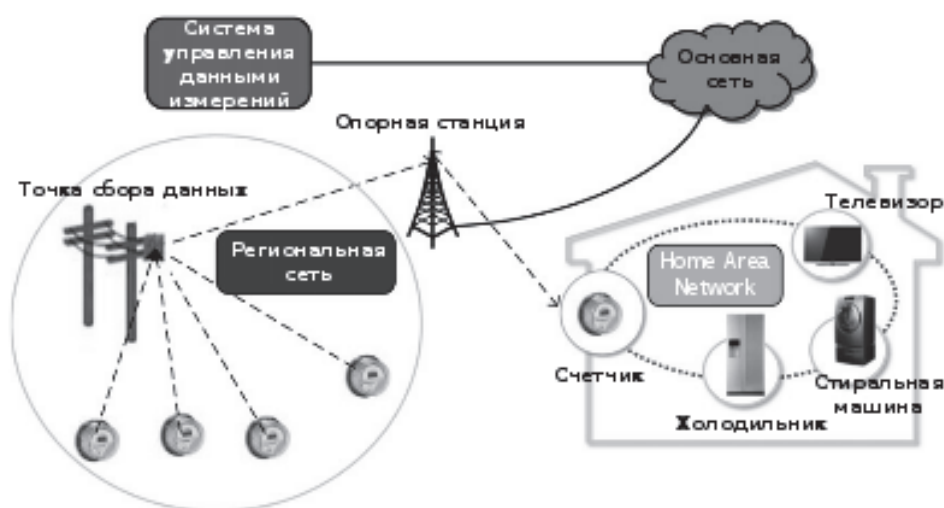 Система
управления
данными
измерений
Основная
сеть
Опорная станция
Точка сбора данных
Региональная
сеть
Телевизор
Home Area
Network
Счетчик
Стиральная
машина
Холодильник